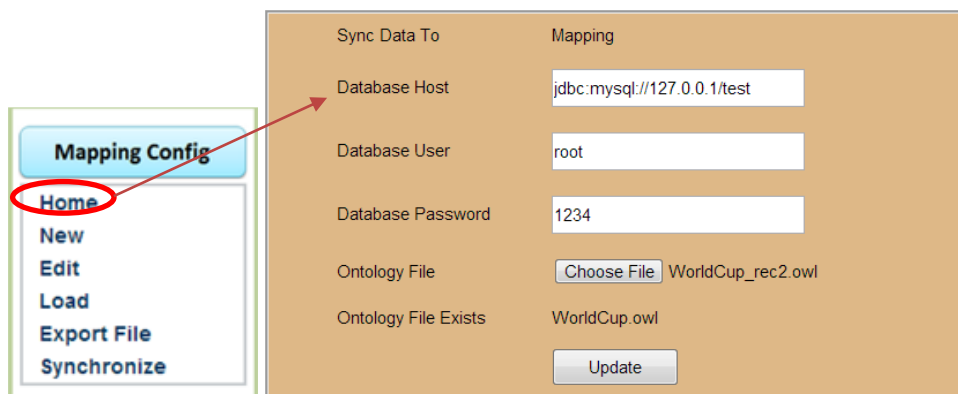 Mapping Config
Home
New
Edit
Load
Export File
Synchronize
Sync Data To Mapping
Database Host jdbc:mysql://127.0.0.1/test
Database User root
Database Password 1234
Ontology File Choose File WorldCup_rec2.owl
Ontology File Exists WorldCup.owl
Update